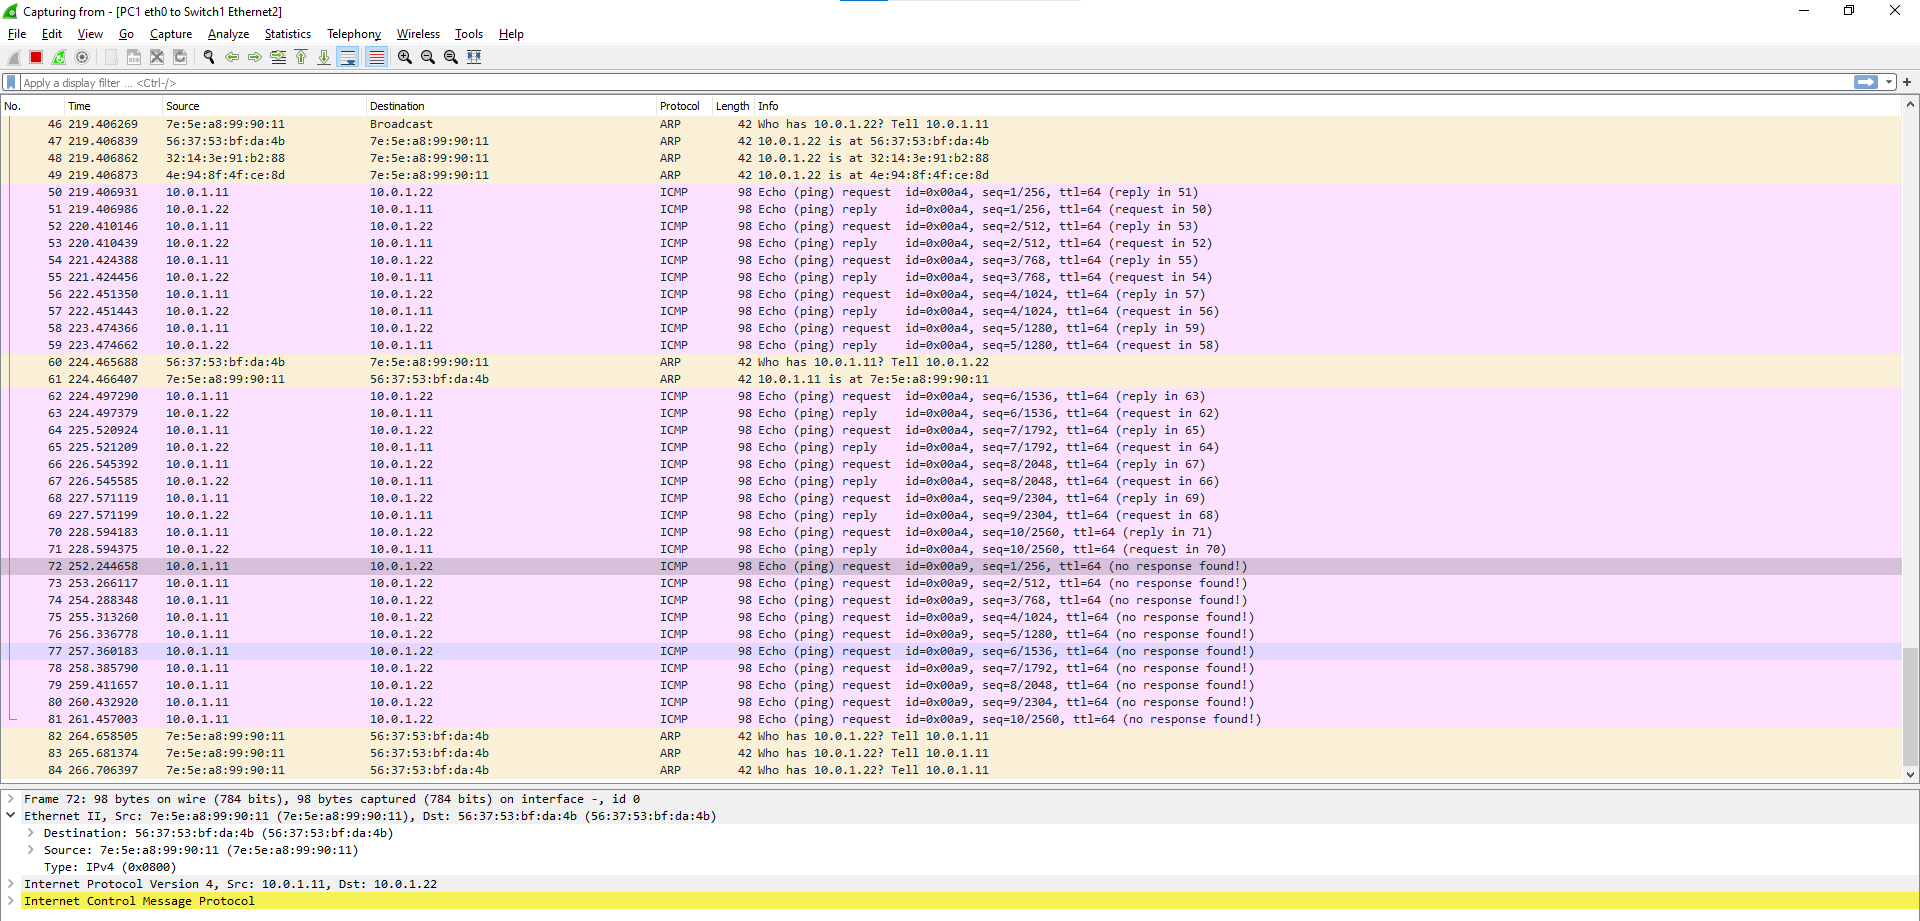 Capturing from - [PC1 eth0 to Switch1 Ethernet2]
File Edit View Go Capture Analyze Statistics Telephony Wireless Tools Help
Apply a display filter ... <Ctrl-/>
No. Time Source Destination Protocol Length Info
46 219.406269 7e:5e:a8:99:90:11 Broadcast ARP 42 Who has 10.0.1.22? Tell 10.0.1.11
47 219.406839 56:37:53:bf:da:4b 7e:5e:a8:99:90:11 ARP 42 10.0.1.22 is at 56:37:53:bf:da:4b
48 219.406862 32:14:3e:91:b2:88 7e:5e:a8:99:90:11 ARP 42 10.0.1.22 is at 32:14:3e:91:b2:88
49 219.406873 4e:94:8f:4f:ce:8d 7e:5e:a8:99:90:11 ARP 42 10.0.1.22 is at 4e:94:8f:4f:ce:8d
50 219.406931 10.0.1.11 10.0.1.22 ICMP 98 Echo (ping) request id=0x00a4, seq=1/256, ttl=64 (reply in 51)
51 219.406986 10.0.1.22 10.0.1.11 ICMP 98 Echo (ping) reply id=0x00a4, seq=1/256, ttl=64 (request in 50)
52 220.410146 10.0.1.11 10.0.1.22 ICMP 98 Echo (ping) request id=0x00a4, seq=2/512, ttl=64 (reply in 53)
53 220.410439 10.0.1.22 10.0.1.11 ICMP 98 Echo (ping) reply id=0x00a4, seq=2/512, ttl=64 (request in 52)
54 221.424388 10.0.1.11 10.0.1.22 ICMP 98 Echo (ping) request id=0x00a4, seq=3/768, ttl=64 (reply in 55)
55 221.424456 10.0.1.22 10.0.1.11 ICMP 98 Echo (ping) reply id=0x00a4, seq=3/768, ttl=64 (request in 54)
56 222.451350 10.0.1.11 10.0.1.22 ICMP 98 Echo (ping) request id=0x00a4, seq=4/1024, ttl=64 (reply in 57)
57 222.451443 10.0.1.22 10.0.1.11 ICMP 98 Echo (ping) reply id=0x00a4, seq=4/1024, ttl=64 (request in 56)
58 223.474366 10.0.1.11 10.0.1.22 ICMP 98 Echo (ping) request id=0x00a4, seq=5/1280, ttl=64 (reply in 59)
59 223.474662 10.0.1.22 10.0.1.11 ICMP 98 Echo (ping) reply id=0x00a4, seq=5/1280, ttl=64 (request in 58)
60 224.465688 56:37:53:bf:da:4b 7e:5e:a8:99:90:11 ARP 42 Who has 10.0.1.11? Tell 10.0.1.22
61 224.466407 7e:5e:a8:99:90:11 56:37:53:bf:da:4b ARP 42 10.0.1.11 is at 7e:5e:a8:99:90:11
62 224.497290 10.0.1.11 10.0.1.22 ICMP 98 Echo (ping) request id=0x00a4, seq=6/1536, ttl=64 (reply in 63)
63 224.497379 10.0.1.22 10.0.1.11 ICMP 98 Echo (ping) reply id=0x00a4, seq=6/1536, ttl=64 (request in 62)
64 225.520924 10.0.1.11 10.0.1.22 ICMP 98 Echo (ping) request id=0x00a4, seq=7/1792, ttl=64 (reply in 65)
65 225.521209 10.0.1.22 10.0.1.11 ICMP 98 Echo (ping) reply id=0x00a4, seq=7/1792, ttl=64 (request in 64)
66 226.545392 10.0.1.11 10.0.1.22 ICMP 98 Echo (ping) request id=0x00a4, seq=8/2048, ttl=64 (reply in 67)
67 226.545585 10.0.1.22 10.0.1.11 ICMP 98 Echo (ping) reply id=0x00a4, seq=8/2048, ttl=64 (request in 66)
68 227.571119 10.0.1.11 10.0.1.22 ICMP 98 Echo (ping) request id=0x00a4, seq=9/2304, ttl=64 (reply in 69)
69 227.571199 10.0.1.22 10.0.1.11 ICMP 98 Echo (ping) reply id=0x00a4, seq=9/2304, ttl=64 (request in 68)
70 228.594183 10.0.1.11 10.0.1.22 ICMP 98 Echo (ping) request id=0x00a4, seq=10/2560, ttl=64 (reply in 71)
71 228.594375 10.0.1.22 10.0.1.11 ICMP 98 Echo (ping) reply id=0x00a4, seq=10/2560, ttl=64 (request in 70)
72 252.244658 10.0.1.11 10.0.1.22 ICMP 98 Echo (ping) request id=0x00a9, seq=1/256, ttl=64 (no response found!)
73 253.266117 10.0.1.11 10.0.1.22 ICMP 98 Echo (ping) request id=0x00a9, seq=2/512, ttl=64 (no response found!)
74 254.288348 10.0.1.11 10.0.1.22 ICMP 98 Echo (ping) request id=0x00a9, seq=3/768, ttl=64 (no response found!)
75 255.313260 10.0.1.11 10.0.1.22 ICMP 98 Echo (ping) request id=0x00a9, seq=4/1024, ttl=64 (no response found!)
76 256.336778 10.0.1.11 10.0.1.22 ICMP 98 Echo (ping) request id=0x00a9, seq=5/1280, ttl=64 (no response found!)
77 257.360183 10.0.1.11 10.0.1.22 ICMP 98 Echo (ping) request id=0x00a9, seq=6/1536, ttl=64 (no response found!)
78 258.385790 10.0.1.11 10.0.1.22 ICMP 98 Echo (ping) request id=0x00a9, seq=7/1792, ttl=64 (no response found!)
79 259.411657 10.0.1.11 10.0.1.22 ICMP 98 Echo (ping) request id=0x00a9, seq=8/2048, ttl=64 (no response found!)
80 260.432920 10.0.1.11 10.0.1.22 ICMP 98 Echo (ping) request id=0x00a9, seq=9/2304, ttl=64 (no response found!)
81 261.457003 10.0.1.11 10.0.1.22 ICMP 98 Echo (ping) request id=0x00a9, seq=10/2560, ttl=64 (no response found!)
82 264.658505 7e:5e:a8:99:90:11 56:37:53:bf:da:4b ARP 42 Who has 10.0.1.22? Tell 10.0.1.11
83 265.681374 7e:5e:a8:99:90:11 56:37:53:bf:da:4b ARP 42 Who has 10.0.1.22? Tell 10.0.1.11
84 266.706397 7e:5e:a8:99:90:11 56:37:53:bf:da:4b ARP 42 Who has 10.0.1.22? Tell 10.0.1.11
Frame 72: 98 bytes on wire (784 bits), 98 bytes captured (784 bits) on interface -, id 0
Ethernet II, Src: 7e:5e:a8:99:90:11 (7e:5e:a8:99:90:11), Dst: 56:37:53:bf:da:4b (56:37:53:bf:da:4b)
Destination: 56:37:53:bf:da:4b (56:37:53:bf:da:4b)
Source: 7e:5e:a8:99:90:11 (7e:5e:a8:99:90:11)
Type: IPv4 (0x0800)
Internet Protocol Version 4, Src: 10.0.1.11, Dst: 10.0.1.22
Internet Control Message Protocol